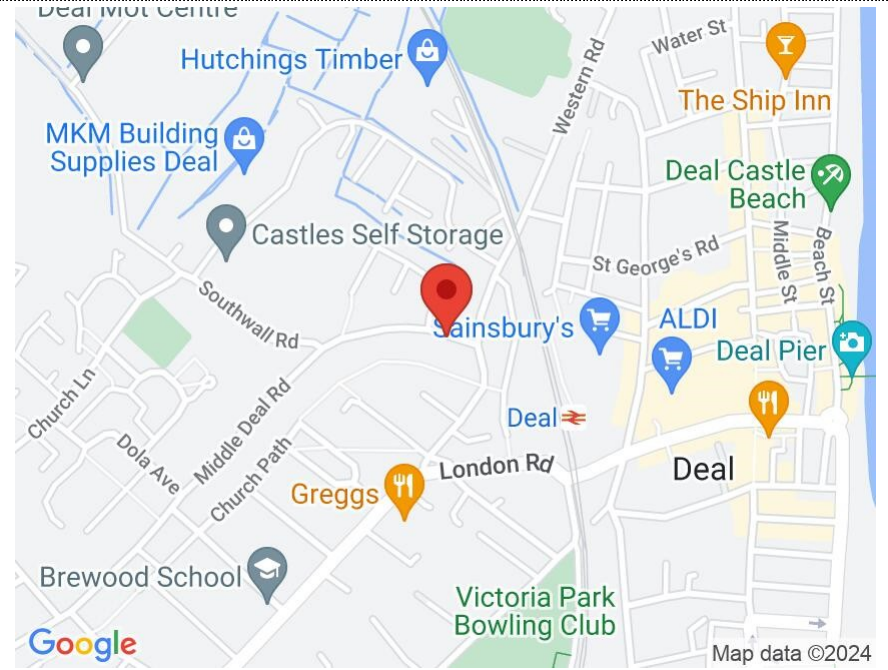 Deal Mot Centre
Hutchings Timber
Western Rd
Water St
The Ship Inn
MKM Building
Supplies Deal
Deal Castle
Beach
Castles Self Storage
St George's Rd
Middle St
Beach St
Southwall Rd
Sainsbury's
ALDI
Deal Pier
Church Ln
Middle Deal Rd
Deal
Dola Ave
Church Path
London Rd
Deal
Greggs
Brewood School
Victoria Park
Bowling Club
Google
Map data ©2024